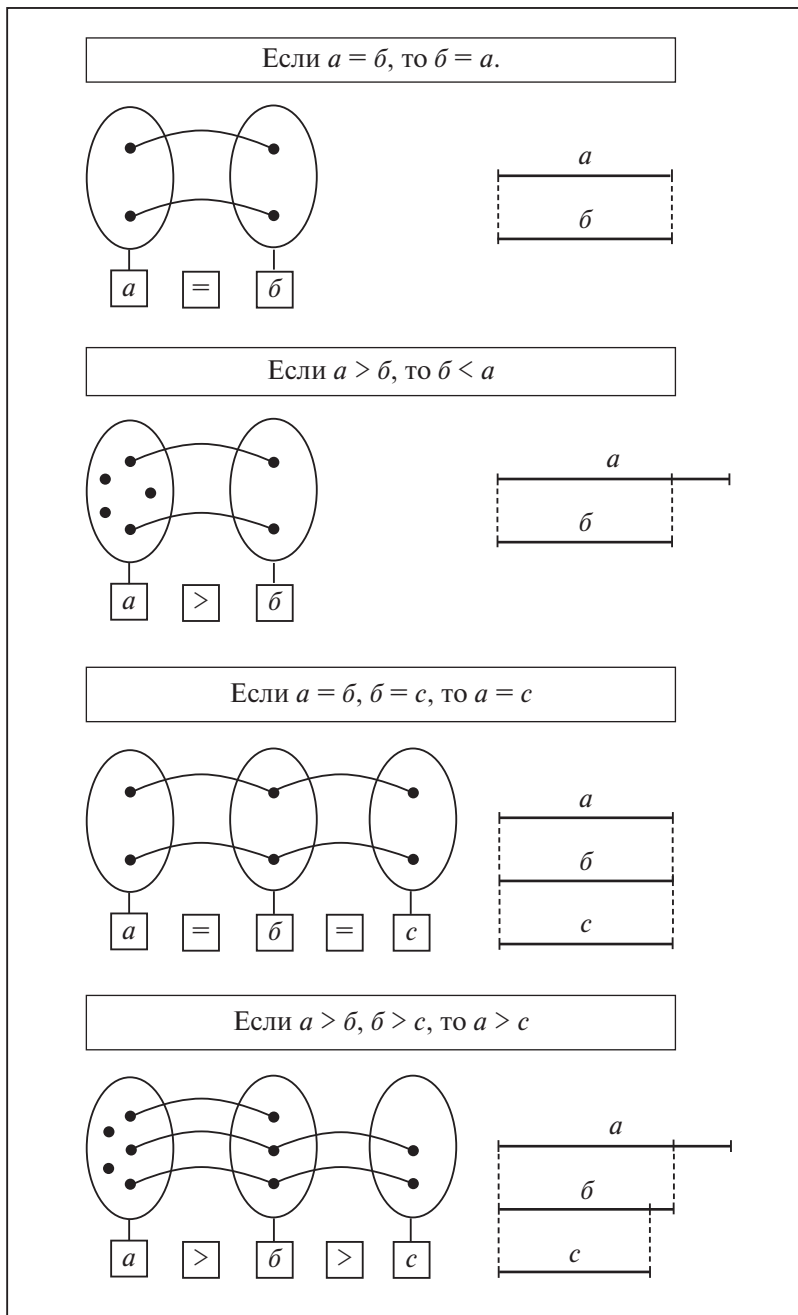 Если а = б, то б = а.
а
б
а = б
Если а > б, то б < а
а
б
а > б
Если а = б, б = с, то а = с
а
б
с
а = б = с
Если а > б, б > с, то а > с
а
б
с
а > б > с